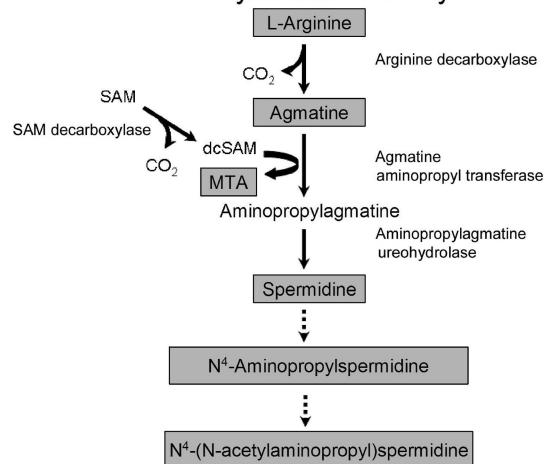 L-Arginine
CO2
Arginine decarboxylase
SAM
Agmatine
SAM decarboxylase
dcSAM
CO2
MTA
Agmatine
aminopropyl transferase
Aminopropylagmatine
Aminopropylagmatine
ureohydrolase
Spermidine
N4-Aminopropylspermidine
N4-(N-acetylaminopropyl)spermidine